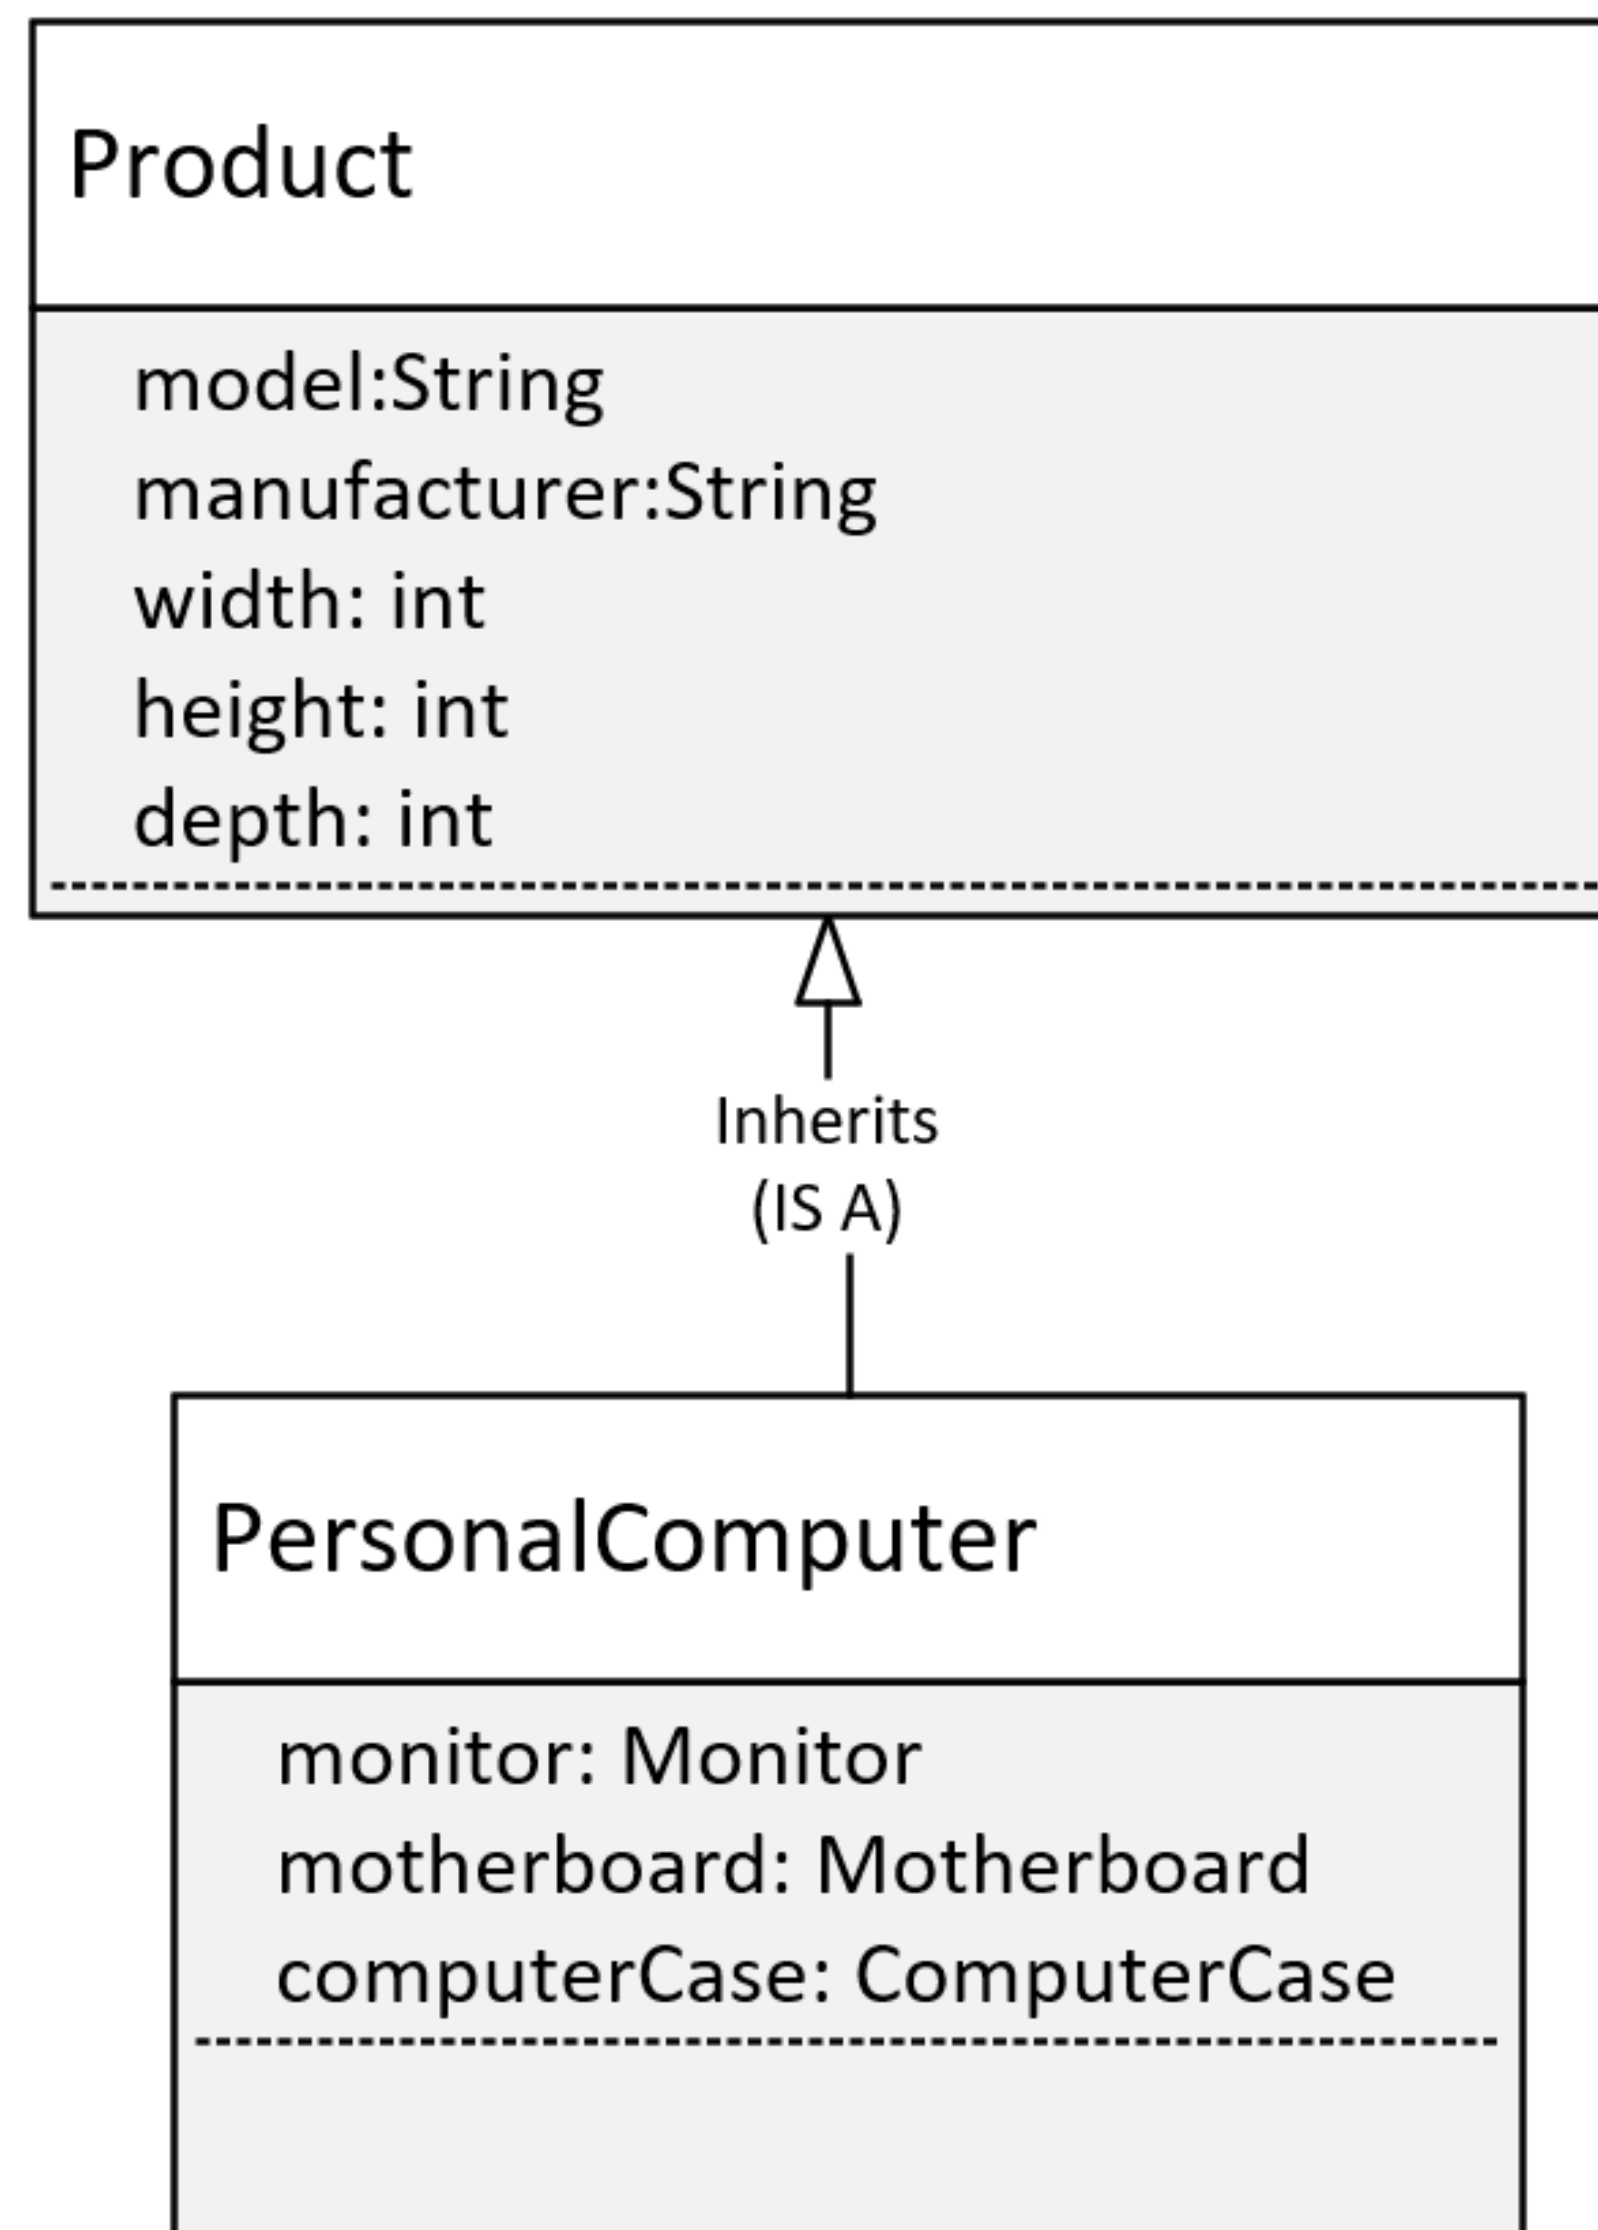 Product
model:String
manufacturer:String
width: int
height: int
depth: int
Inherits
(IS A)
PersonalComputer
monitor: Monitor
motherboard: Motherboard
computerCase: ComputerCase